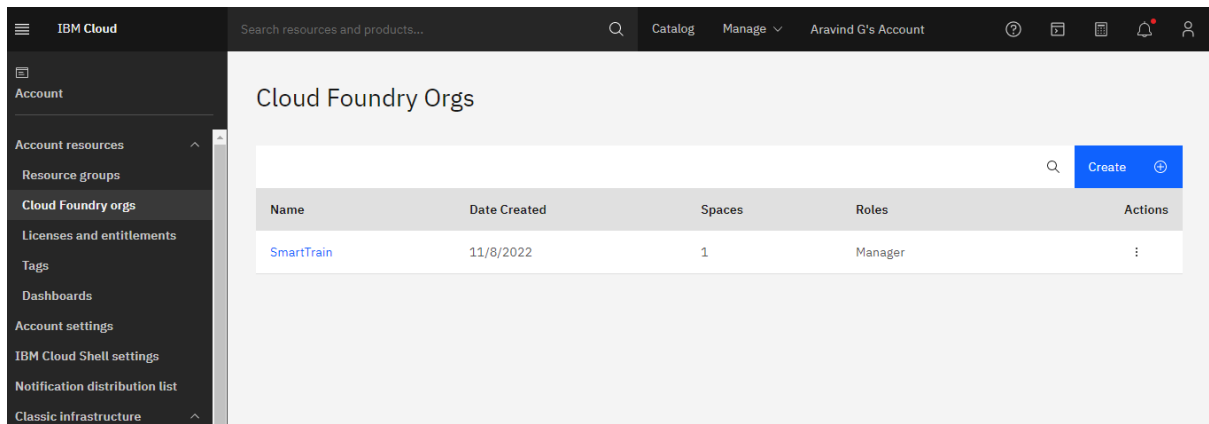 IBM Cloud
Search resources and products...
Catalog
Manage
Aravind G's Account
Account
Account resources
Resource groups
Cloud Foundry orgs
Licenses and entitlements
Tags
Dashboards
Account settings
IBM Cloud Shell settings
Notification distribution list
Classic infrastructure
Cloud Foundry Orgs
Create
Name Date Created Spaces Roles Actions
SmartTrain 11/8/2022 1 Manager